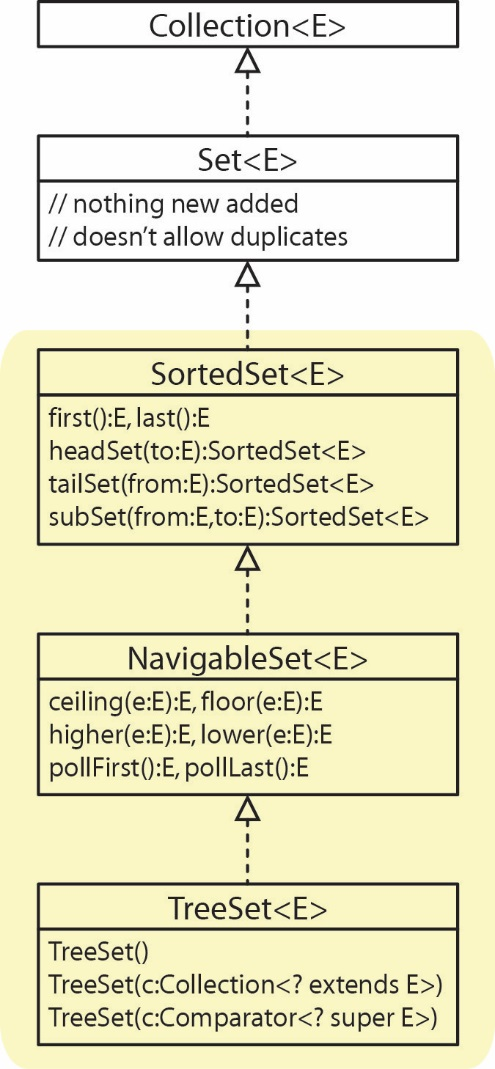 Collection<E>
Set<E>
// nothing new added
// doesn’t allow duplicates
SortedSet<E>
first():E, last():E
headSet(to:E):SortedSet<E>
tailSet(from:E):SortedSet<E>
subSet(from:E,to:E):SortedSet<E>
NavigableSet<E>
ceiling(e:E):E, floor(e:E):E
higher(e:E):E, lower(e:E):E
pollFirst():E, pollLast():E
TreeSet<E>
TreeSet()
TreeSet(c:Collection<? extends E>)
TreeSet(c:Comparator<? super E>)